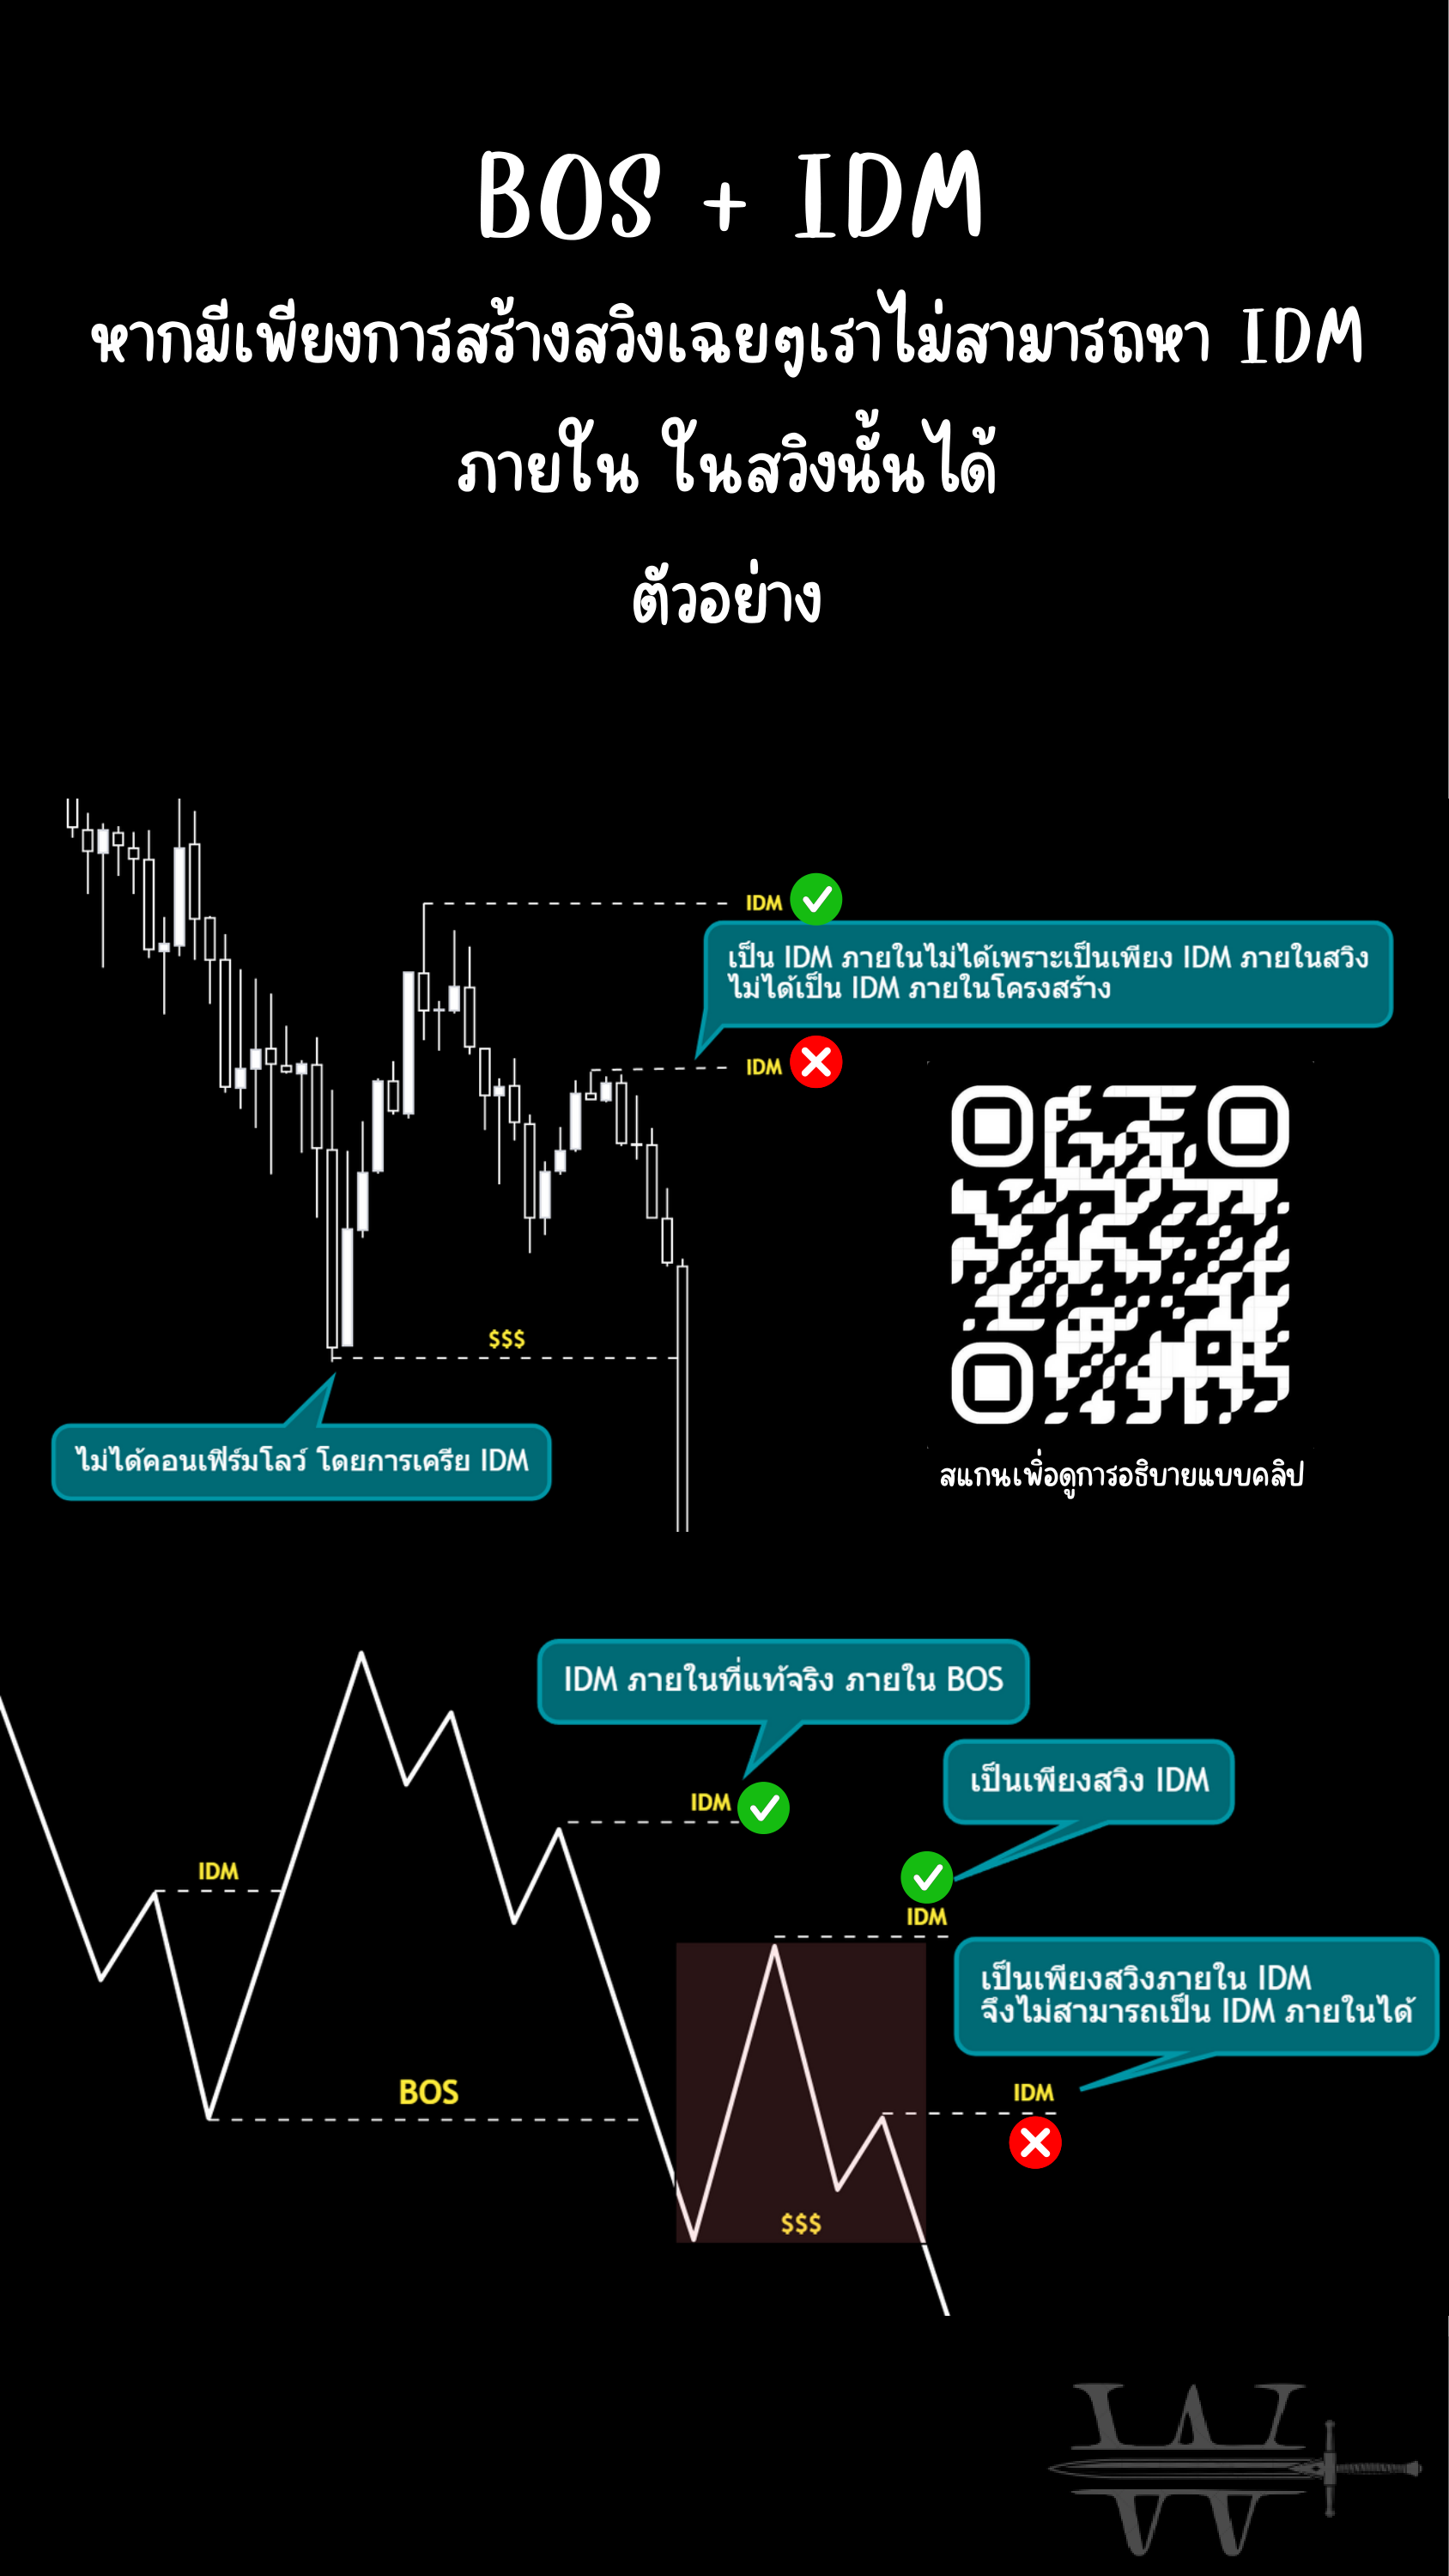 BOS + IDM
หากมีเพียงการสร้างสวิงเฉยๆเราไม่สามารถหา IDM
ภายใน ในสวิงนั้นได้
ตัวอย่าง
IDM
เป็น IDM ภายในไม่ได้เพราะเป็นเพียง IDM ภายในสวิง
ไม่ได้เป็น IDM ภายในโครงสร้าง
IDM
$$$
ไม่ได้คอนเฟิร์มโลว์ โดยการเครีย IDM
สแกนเพื่อดูการอธิบายแบบคลิป
IDM ภายในที่แท้จริง ภายใน BOS
เป็นเพียงสวิง IDM
IDM
IDM
IDM
เป็นเพียงสวิงภายใน IDM
จึงไม่สามารถเป็น IDM ภายในได้
BOS
IDM
$$$
W